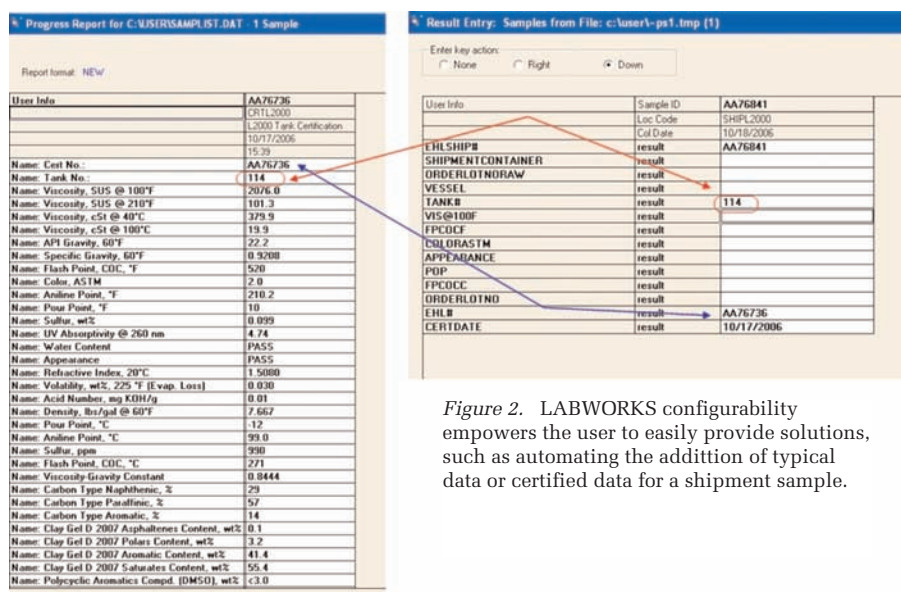 Progress Report for C:\USER\SAMPLIST.DAT - 1 Sample
Report format: NEW
User Info AA76736
CRTL2000
L2000 Tank Certification
10/17/2006
15:39
Name: Cert No.: AA76736
Name: Tank No.: 114
Name: Viscosity, SUS @ 100°F 2076.0
Name: Viscosity, SUS @ 210°F 101.3
Name: Viscosity, cSt @ 40°C 379.9
Name: Viscosity, cSt @ 100°C 19.9
Name: API Gravity, 60°F 22.2
Name: Specific Gravity, 60°F 0.9208
Name: Flash Point, COC, °F 520
Name: Color, ASTM 2.0
Name: Aniline Point, °F 210.2
Name: Pour Point, °F 10
Name: Sulfur, wt% 0.099
Name: UV Absorptivity @ 260 nm 4.74
Name: Water Content PASS
Name: Appearance PASS
Name: Refractive Index, 20°C 1.5080
Name: Volatility, wt%, 225 °F (Evap. Loss) 0.030
Name: Acid Number, mg KOH/g 0.01
Name: Density, lbs/gal @ 60°F 7.667
Name: Pour Point, °C -12
Name: Aniline Point, °C 99.0
Name: Sulfur, ppm 990
Name: Flash Point, COC, °C 271
Name: Viscosity-Gravity Constant 0.8444
Name: Carbon Type Naphthenic, % 29
Name: Carbon Type Paraffinic, % 57
Name: Carbon Type Aromatic, % 14
Name: Clay Gel D 2007 Asphaltenes Content, wt% 0.1
Name: Clay Gel D 2007 Polars Content, wt% 3.2
Name: Clay Gel D 2007 Aromatic Content, wt% 41.4
Name: Clay Gel D 2007 Saturates Content, wt% 55.4
Name: Polycyclic Aromatics Compd. (DMSO), wt% <3.0
Result Entry: Samples from File: c:\user\~ps1.tmp (1)
Enter key action:
None Right Down
User Info Sample ID AA76841
Loc Code SHIPL2000
Col Date 10/18/2006
EHLSHIP# result AA76841
SHIPMENTCONTAINER result
ORDERLOTNORAW result
VESSEL result
TANK# result 114
VIS@100F result
FPCOCF result
COLORASTM result
APPEARANCE result
POP result
FPCOCC result
ORDERLOTNO result
EHL# result AA76736
CERTDATE result 10/17/2006
Figure 2. LABWORKS configurability
empowers the user to easily provide solutions,
such as automating the addittion of typical
data or certified data for a shipment sample.